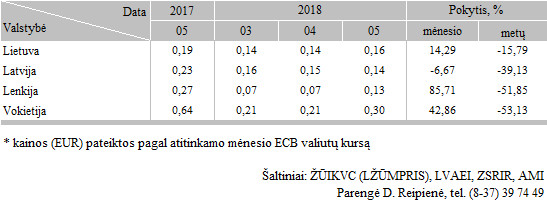 Data 2017 2018 Pokytis, %
Valstybė 05 03 04 05 mėnesio metų
Lietuva 0,19 0,14 0,14 0,16 14,29 -15,79
Latvija 0,23 0,16 0,15 0,14 -6,67 -39,13
Lenkija 0,27 0,07 0,07 0,13 85,71 -51,85
Vokietija 0,64 0,21 0,21 0,30 42,86 -53,13
* kainos (EUR) pateiktos pagal atitinkamo mėnesio ECB valiutų kursą
Šaltiniai: ŽŪIKVC (LŽŪMPRIS), LVAEI, ZSRIR, AMI
Parengė D. Reipienė, tel. (8-37) 39 74 49